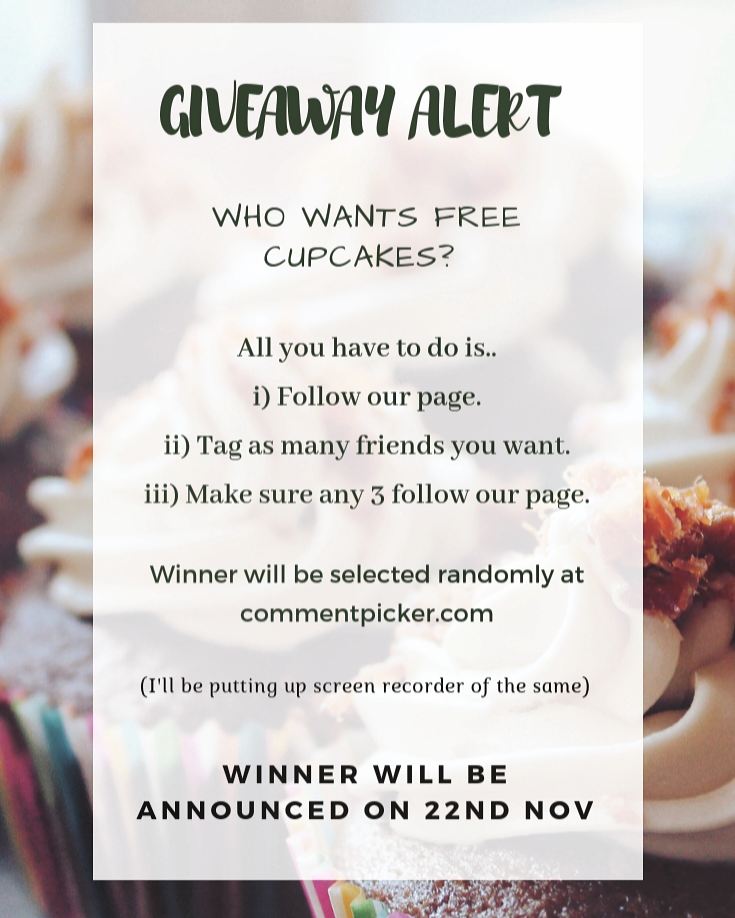 GIVEAWAY ALERT
WHO WANTS FREE
CUPCAKES?
All you have to do is..
i) Follow our page.
ii) Tag as many friends you want.
iii) Make sure any 3 follow our page.
Winner will be selected randomly at
commentpicker.com
(I'll be putting up screen recorder of the same)
WINNER WILL BE
ANNOUNCED ON 22ND NOV